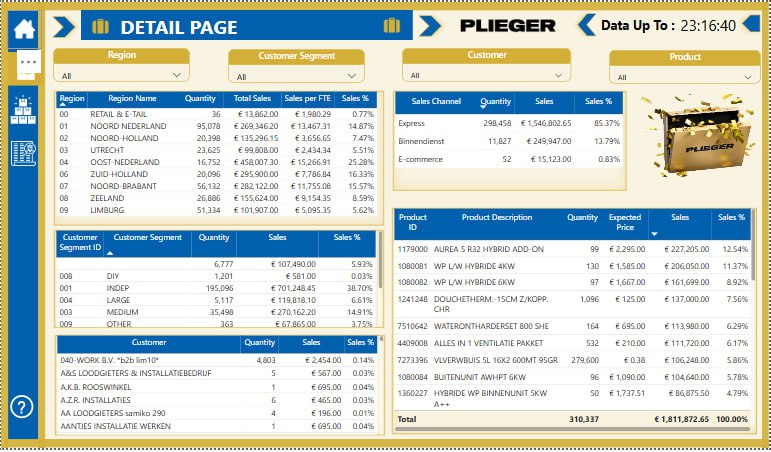 DETAIL PAGE
PLIEGER
Data Up To : 23:16:40
Region
All
Customer Segment
All
Customer
All
Product
All
Region Region Name Quantity Total Sales Sales per FTE Sales %
00 RETAIL & E-TAIL 36 € 13,862.00 € 1,980.29 0.77%
01 NOORD NEDERLAND 95,078 € 269,346.20 € 13,467.31 14.87%
02 NOORD-HOLLAND 20,398 € 135,296.15 € 3,656.65 7.47%
03 UTRECHT 23,625 € 99,808.00 € 2,434.34 5.51%
04 OOST-NEDERLAND 16,752 € 458,007.30 € 15,266.91 25.28%
06 ZUID-HOLLAND 20,096 € 295,900.00 € 7,786.84 16.33%
07 NOORD-BRABANT 56,132 € 282,122.00 € 11,755.08 15.57%
08 ZEELAND 26,886 € 155,624.00 € 9,154.35 8.59%
09 LIMBURG 51,334 € 101,907.00 € 5,095.35 5.62%
Sales Channel Quantity Sales Sales %
Express 298,458 € 1,546,802.65 85.37%
Binnendienst 11,827 € 249,947.00 13.79%
E-commerce 52 € 15,123.00 0.83%
PLIEGER
Customer Segment ID Customer Segment Quantity Sales Sales %
6,777 € 107,490.00 5.93%
008 DIY 1,201 € 581.00 0.03%
001 INDEP 195,096 € 701,248.45 38.70%
004 LARGE 5,117 € 119,818.10 6.61%
003 MEDIUM 35,498 € 270,162.20 14.91%
009 OTHER 363 € 67,865.00 3.75%
Customer Quantity Sales Sales %
040-WORK B.V. *b2b lim10* 4,803 € 2,454.00 0.14%
A&S LOODGIETERS & INSTALLATIEBEDRIJF 5 € 567.00 0.03%
A.K.B. ROOSWINKEL 1 € 695.00 0.04%
A.Z.R. INSTALLATIES 6 € 465.00 0.03%
AA LOODGIETERS samiko 290 4 € 196.00 0.01%
AANTJES INSTALLATIE WERKEN 1 € 695.00 0.04%
Product ID Product Description Quantity Expected Price Sales Sales %
1179000 AUREA 5 R32 HYBRID ADD-ON 99 € 2,295.00 € 227,205.00 12.54%
1080081 WP L/W HYBRIDE 4KW 130 € 1,585.00 € 206,050.00 11.37%
1080082 WP L/W HYBRIDE 6KW 97 € 1,667.00 € 161,699.00 8.92%
1241248 DOUCHETHERM.-15CM Z/KOPP. CHR 1,096 € 125.00 € 137,000.00 7.56%
7510642 WATERONTHARDERSET 800 SHE 164 € 695.00 € 113,980.00 6.29%
4409008 ALLES IN 1 VENTILATIE PAKKET 532 € 210.00 € 111,720.00 6.17%
7273396 VLVERWBUIS SL 16X2 600MT 95GR 279,600 € 0.38 € 106,248.00 5.86%
1080084 BUITENUNIT AWHPT 6KW 96 € 1,090.00 € 104,640.00 5.78%
1360227 HYBRIDE WP BINNENUNIT 5KW A++ 50 € 1,737.51 € 86,875.50 4.79%
Total 310,337 € 1,811,872.65 100.00%